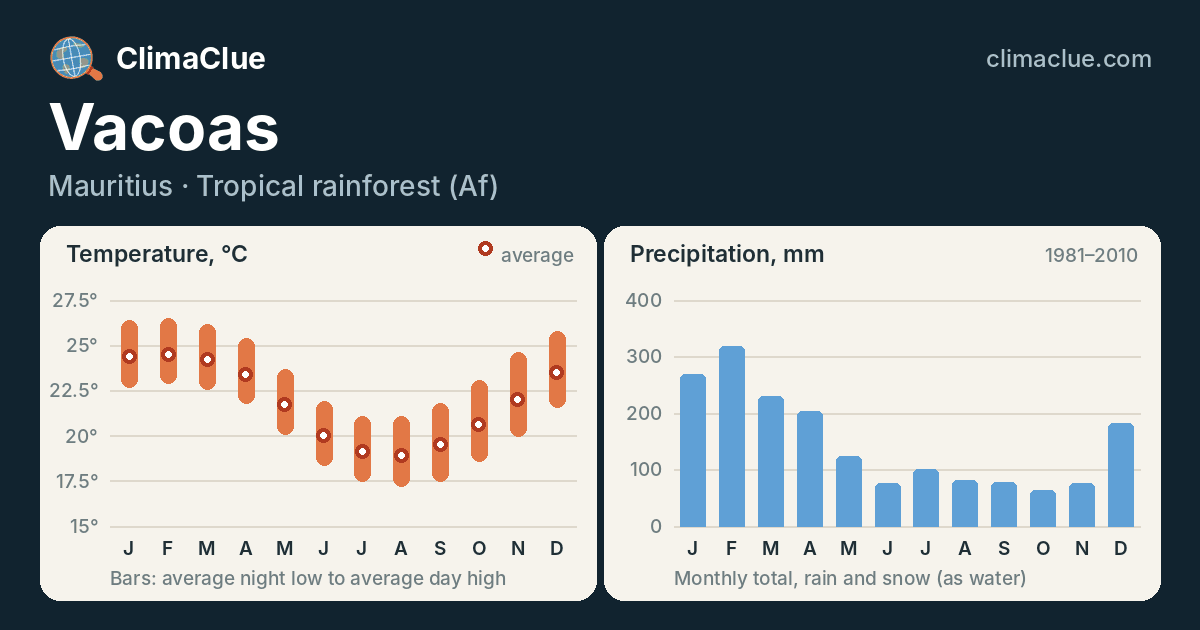 ClimaClue
climaclue.com
Vacoas
Mauritius · Tropical rainforest (Af)
Temperature, °C
average
27.5°
25°
22.5°
20°
17.5°
15°
J F M A M J J A S O N D
Bars: average night low to average day high
Precipitation, mm
1981–2010
400
300
200
100
0
J F M A M J J A S O N D
Monthly total, rain and snow (as water)